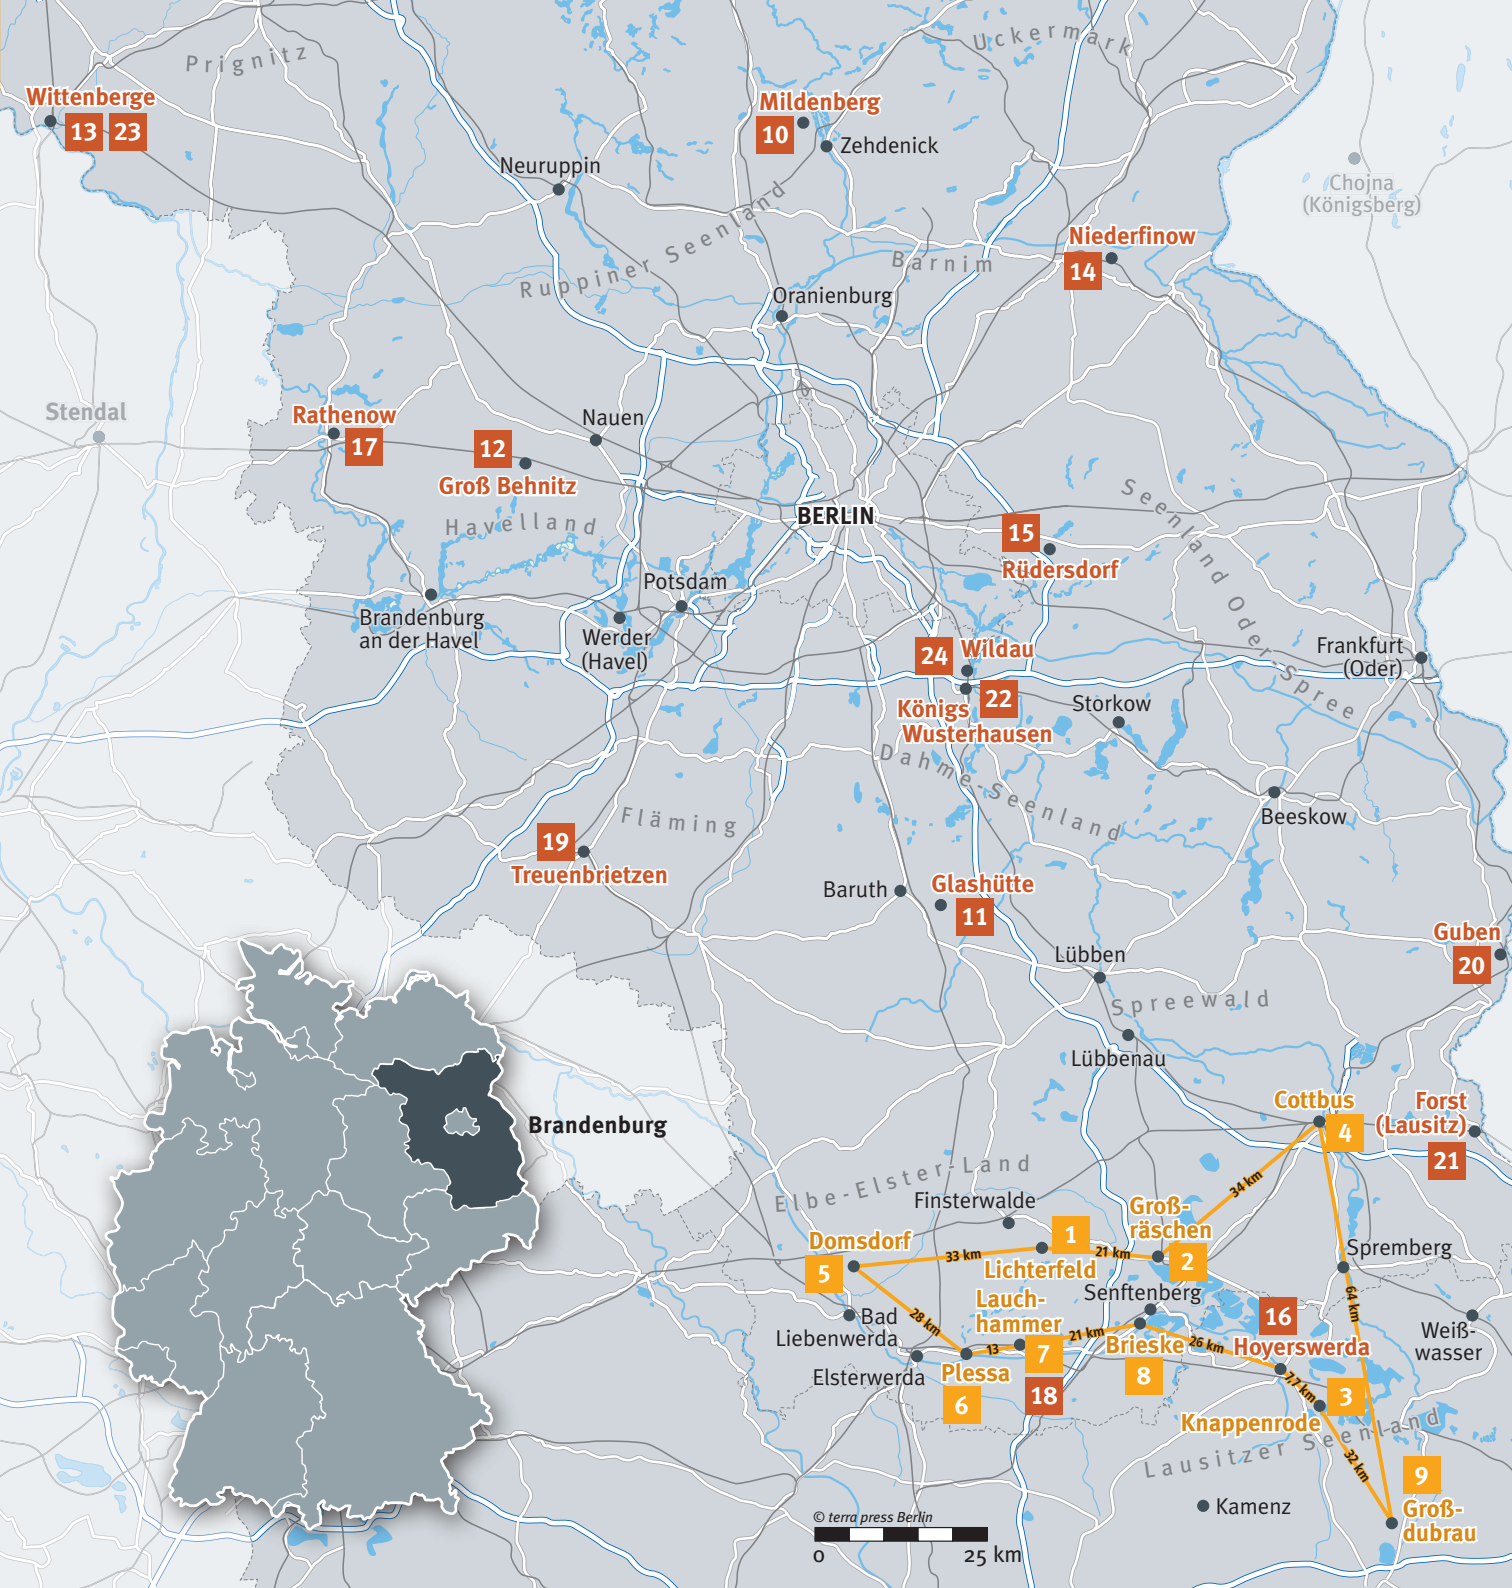 Prignitz
Uckermark
Wittenberge
13 23
Mildenberg
10
Zehdenick
Neuruppin
Chojna
(Königsberg)
Ruppiner Seenland
Niederfinow
14
Barnim
Oranienburg
Stendal
Rathenow
17
Nauen
12
Groß Behnitz
Havelland
BERLIN
Seenland Oder-Spree
15
Rüdersdorf
Potsdam
Brandenburg
an der Havel
Werder
(Havel)
24
Wildau
Frankfurt
(Oder)
22
Königs
Wusterhausen
Storkow
Dahme-Seenland
Beeskow
Fläming
19
Treuenbrietzen
Baruth
Glashütte
11
Guben
20
Lübben
Spreewald
Lübbenau
Brandenburg
Cottbus
4
Forst
(Lausitz)
21
Elbe-Elster-Land
34 km
Finsterwalde
Groß-
räschen
2
Domsdorf
5
33 km
1
Lichterfeld
21 km
Spremberg
64 km
Senftenberg
Lauch-
hammer
7
18
28 km
Bad
Liebenwerda
13
21 km
Brieske
8
26 km
16
Hoyerswerda
Weiß-
wasser
Elsterwerda
Plessa
6
7,7 km
3
Knappenrode
Lausitzer Seenland
32 km
9
Groß-
dubrau
Kamenz
© terra press Berlin
0 25 km